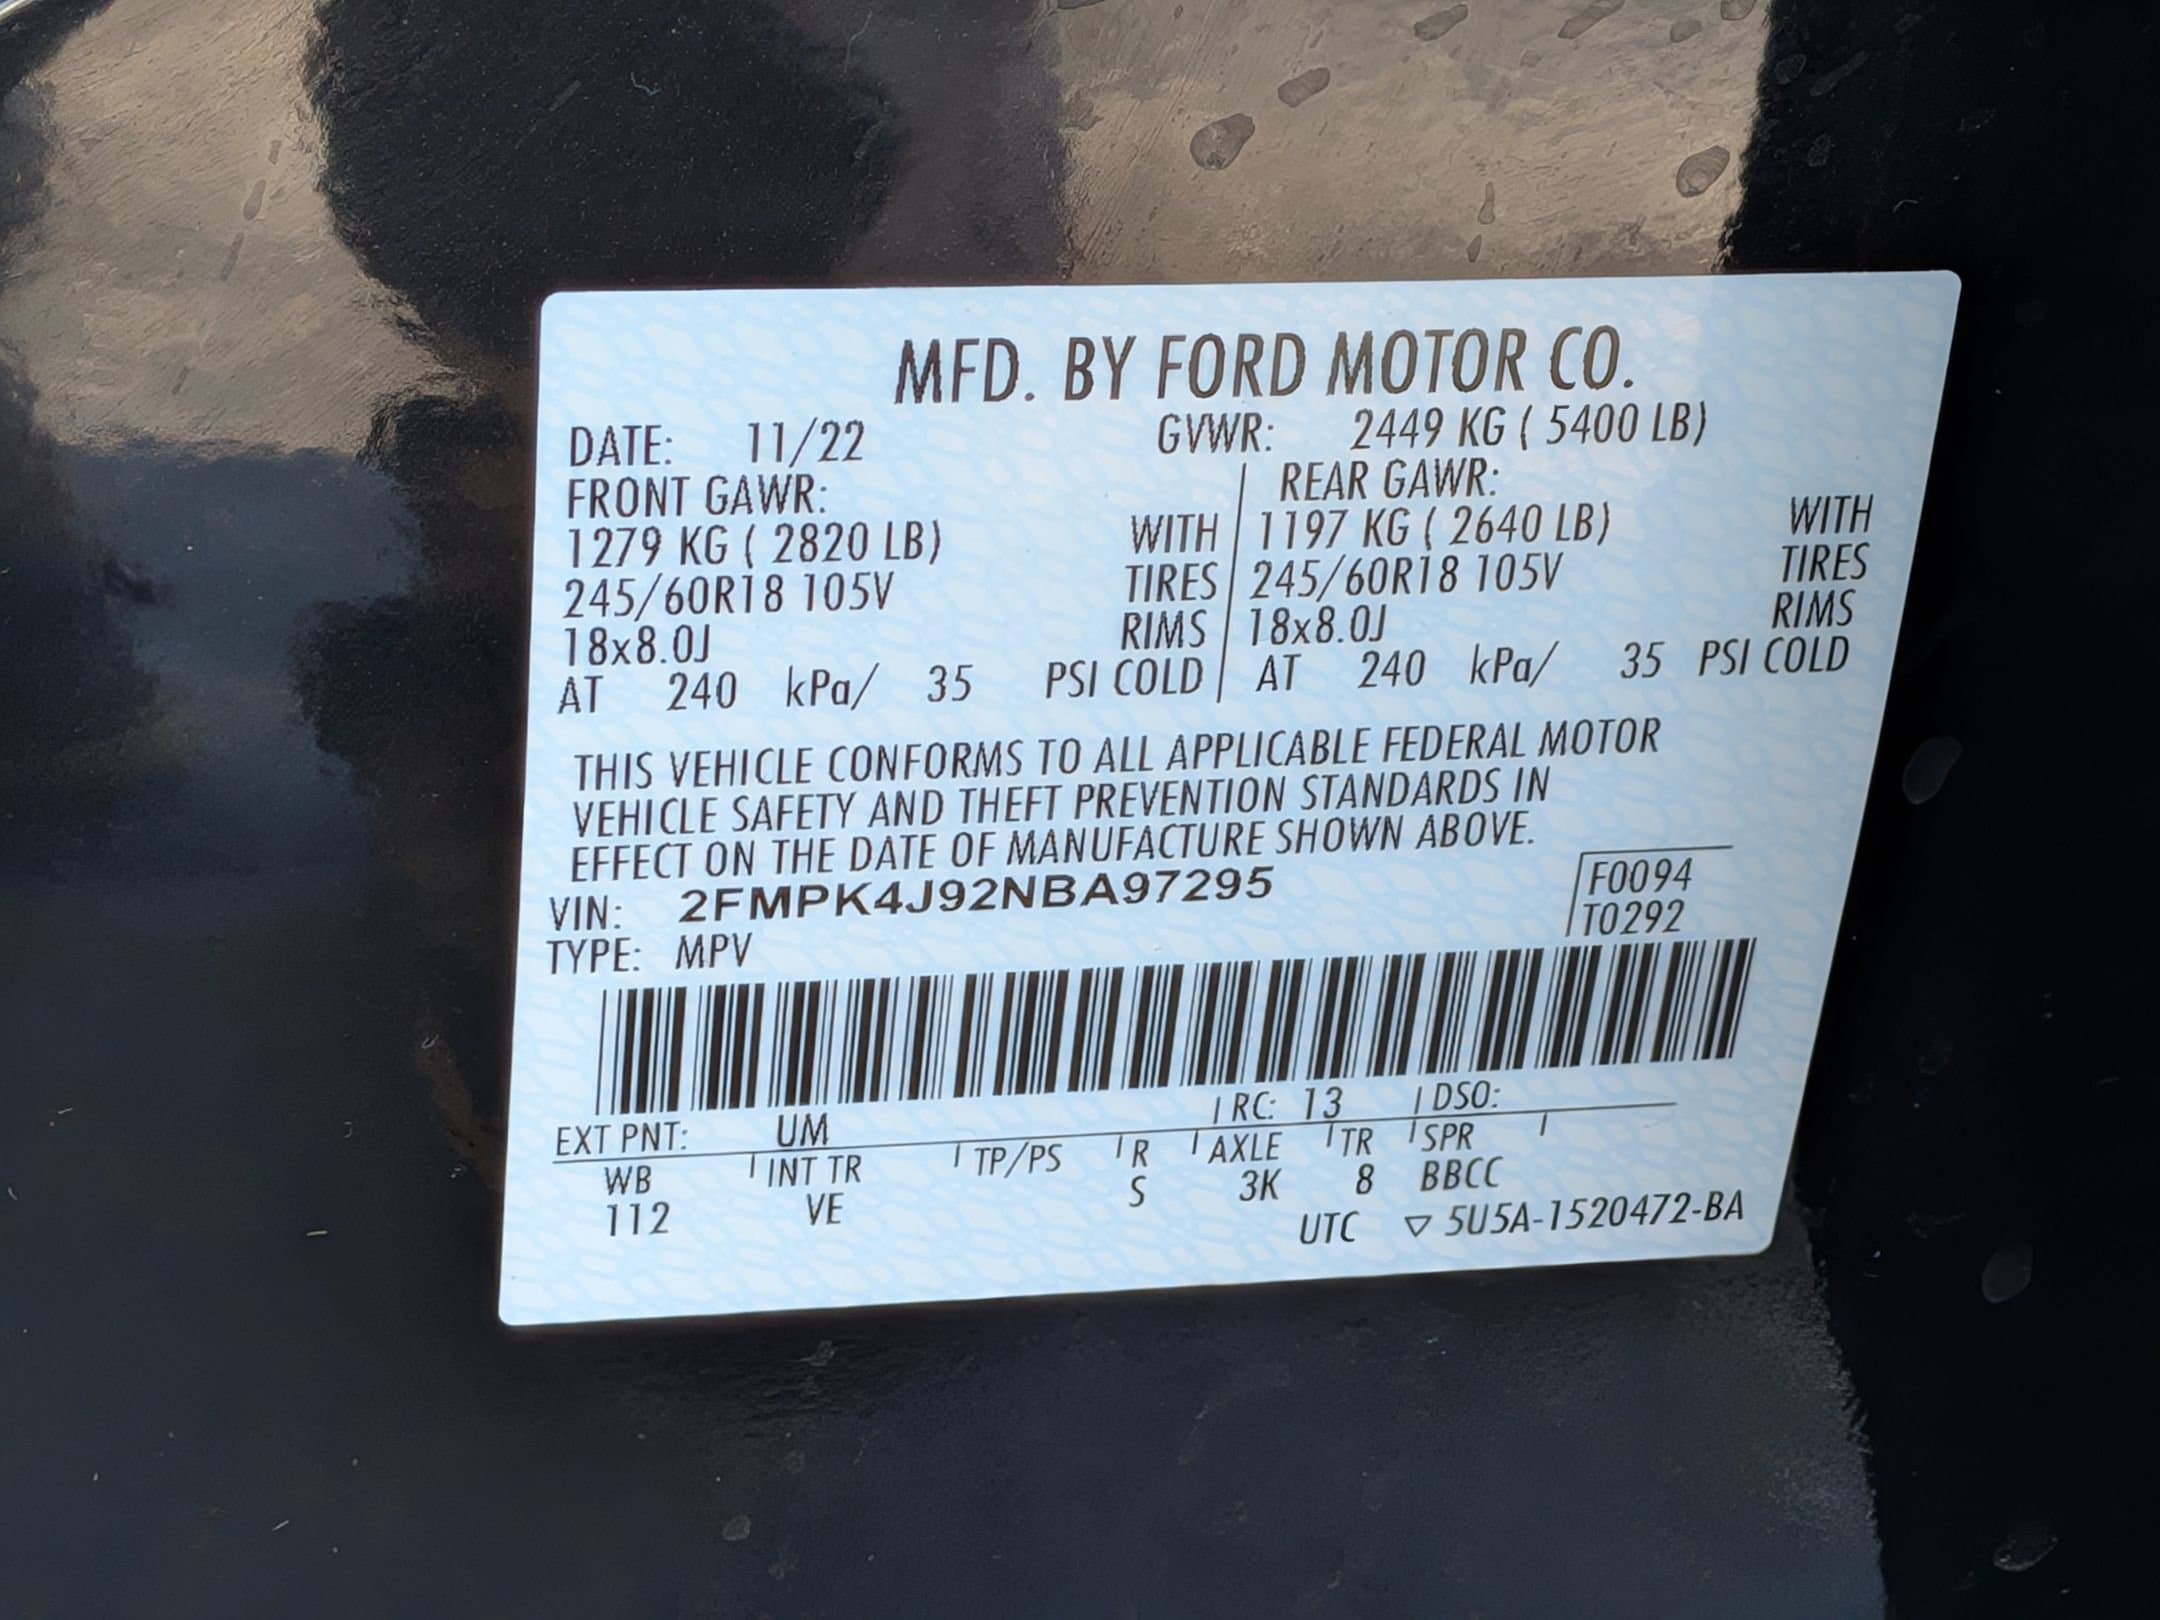 MFD. BY FORD MOTOR CO.
DATE: 11/22 GVWR: 2449 KG ( 5400 LB)
FRONT GAWR: REAR GAWR:
1279 KG ( 2820 LB) WITH 1197 KG ( 2640 LB) WITH
245/60R18 105V TIRES 245/60R18 105V TIRES
18x8.0J RIMS 18x8.0J RIMS
AT 240 kPa/ 35 PSI COLD AT 240 kPa/ 35 PSI COLD
THIS VEHICLE CONFORMS TO ALL APPLICABLE FEDERAL MOTOR
VEHICLE SAFETY AND THEFT PREVENTION STANDARDS IN
EFFECT ON THE DATE OF MANUFACTURE SHOWN ABOVE.
F0094
VIN: 2FMPK4J92NBA97295
T0292
TYPE: MPV
EXT PNT: UM RC: 13 DSO:
WB INT TR TP/PS R AXLE TR SPR
112 VE S 3K 8 BBCC
UTC ▽ 5U5A-1520472-BA